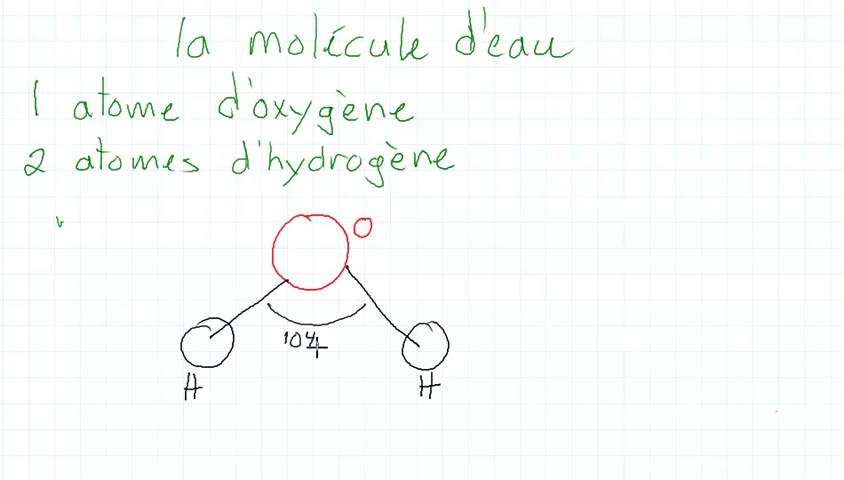 la molécule d'eau
1 atome d'oxygène
2 atomes d'hydrogène
O
104
H H